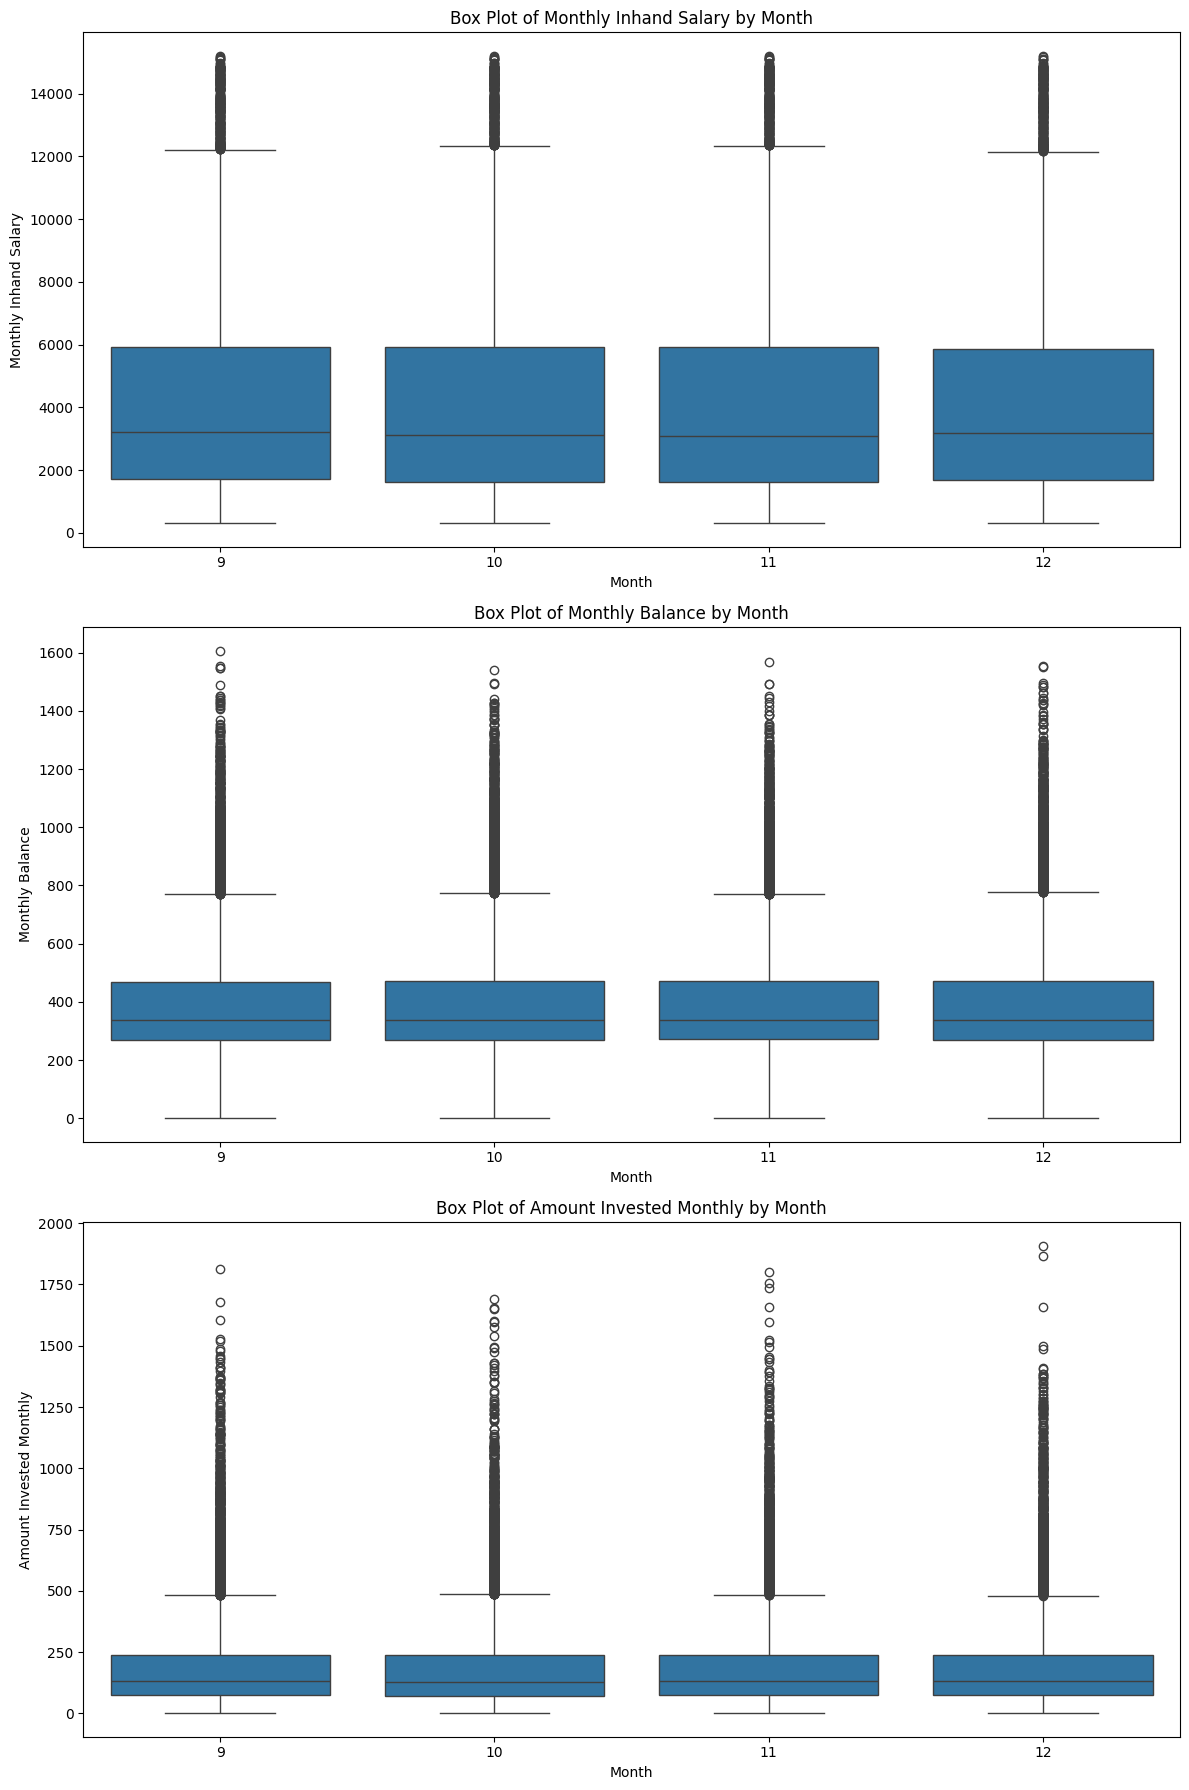 Box Plot of Monthly Inhand Salary by Month
14000
12000
10000
8000
6000
4000
2000
0
Monthly Inhand Salary
9 10 11 12
Month
Box Plot of Monthly Balance by Month
1600
1400
1200
1000
800
600
400
200
0
Monthly Balance
9 10 11 12
Month
Box Plot of Amount Invested Monthly by Month
2000
1750
1500
1250
1000
750
500
250
0
Amount Invested Monthly
9 10 11 12
Month